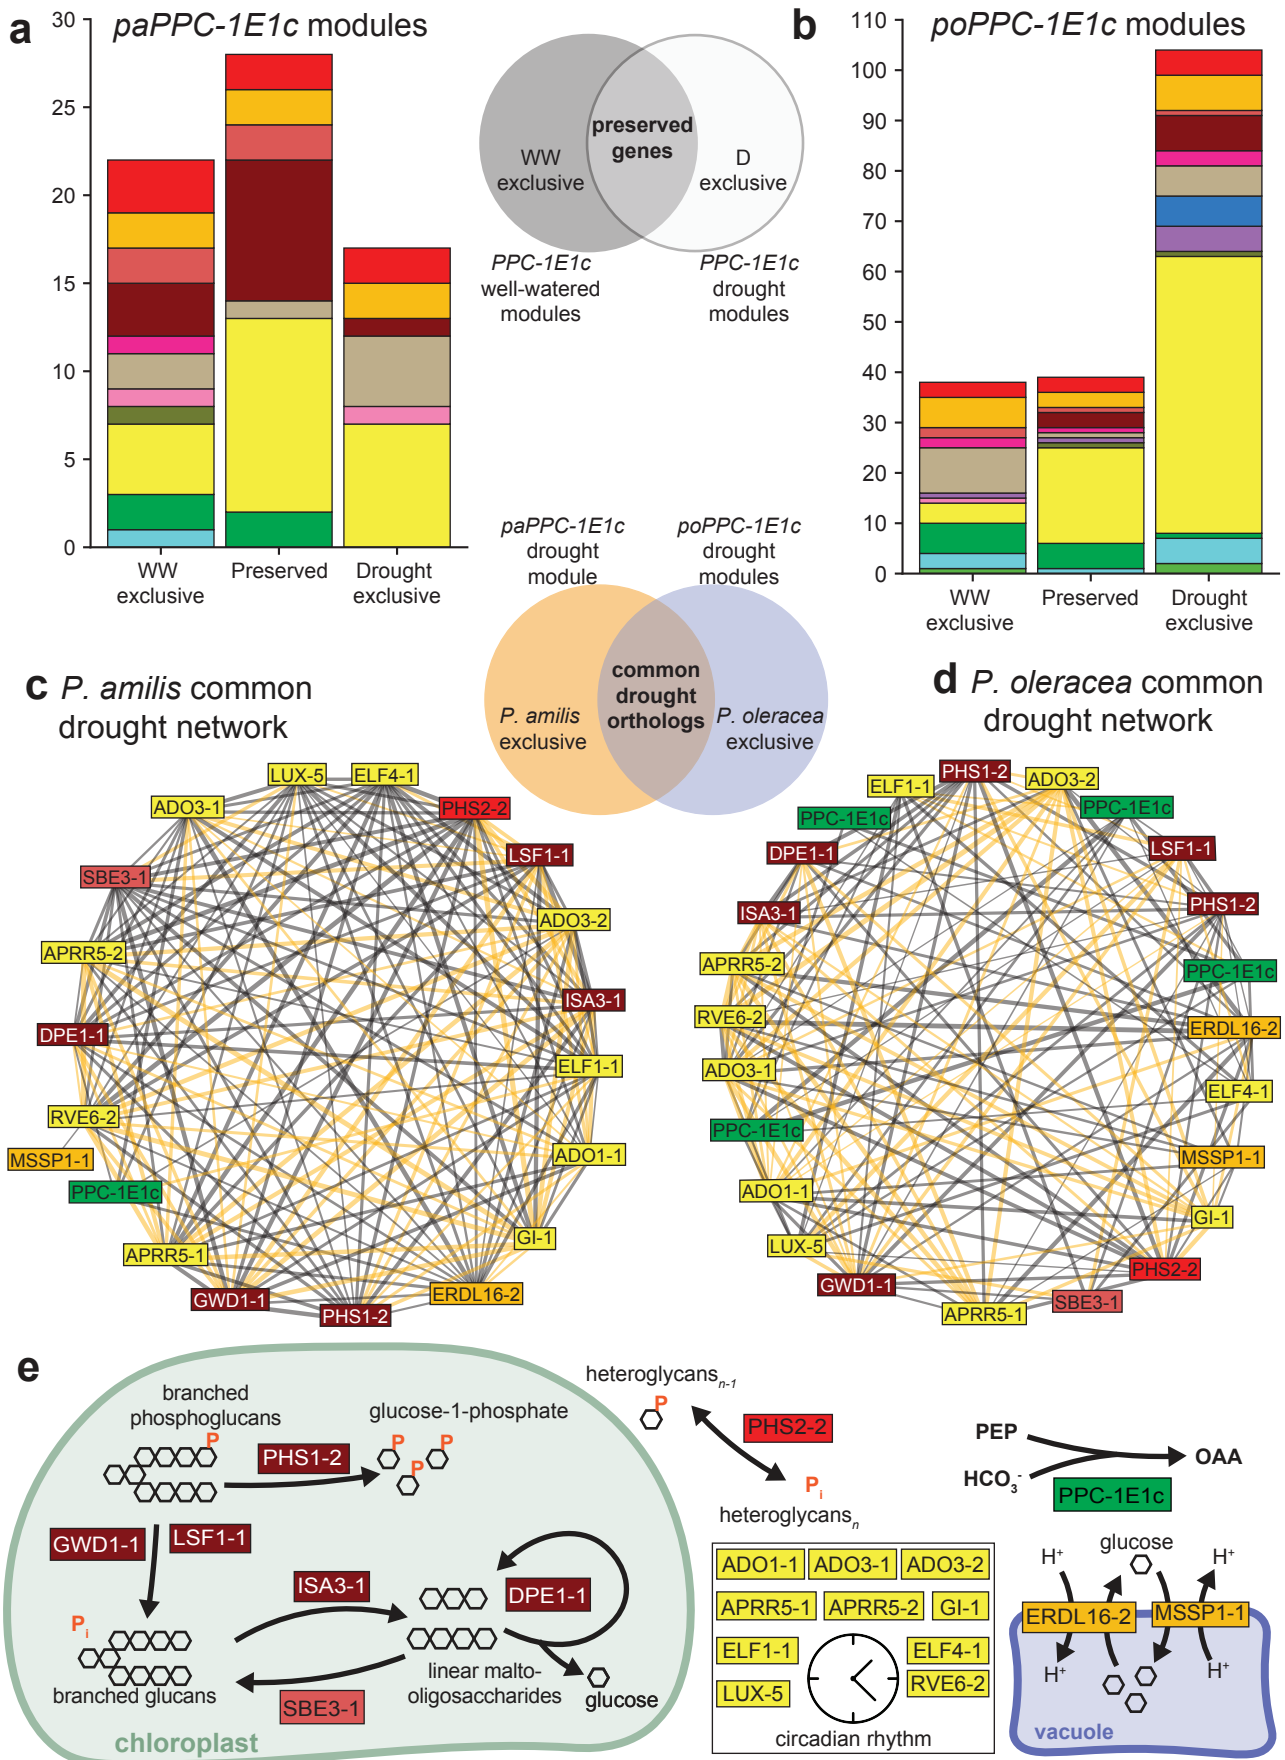 a
paPPC-1E1c modules
30
25
20
15
10
5
0
WW
exclusive
Preserved
Drought
exclusive
preserved
genes
WW
exclusive
D
exclusive
PPC-1E1c
well-watered
modules
PPC-1E1c
drought
modules
b
poPPC-1E1c modules
110
100
90
80
70
60
50
40
30
20
10
0
WW
exclusive
Preserved
Drought
exclusive
paPPC-1E1c
drought
module
poPPC-1E1c
drought
modules
common
drought
orthologs
P. amilis
exclusive
P. oleracea
exclusive
c P. amilis common
drought network
LUX-5
ELF4-1
ADO3-1
PHS2-2
LSF1-1
SBE3-1
ADO3-2
APRR5-2
ISA3-1
DPE1-1
ELF1-1
RVE6-2
ADO1-1
MSSP1-1
PPC-1E1c
GI-1
APRR5-1
ERDL16-2
GWD1-1
PHS1-2
d P. oleracea common
drought network
PHS1-2
ADO3-2
ELF1-1
PPC-1E1c
PPC-1E1c
LSF1-1
DPE1-1
PHS1-2
ISA3-1
APRR5-2
PPC-1E1c
RVE6-2
ERDL16-2
ADO3-1
ELF4-1
PPC-1E1c
MSSP1-1
ADO1-1
GI-1
LUX-5
PHS2-2
GWD1-1
SBE3-1
APRR5-1
e
branched
phosphoglucans
P
PHS1-2
glucose-1-phosphate
P
P
P
GWD1-1
LSF1-1
Pi
branched glucans
ISA3-1
SBE3-1
DPE1-1
linear malto-
oligosaccharides
glucose
chloroplast
heteroglycansn-1
P
PHS2-2
Pi
heteroglycansn
PEP
HCO3-
OAA
PPC-1E1c
ADO1-1
ADO3-1
ADO3-2
APRR5-1
APRR5-2
GI-1
ELF1-1
ELF4-1
LUX-5
RVE6-2
circadian rhythm
glucose
H+
H+
ERDL16-2
MSSP1-1
H+
H+
vacuole